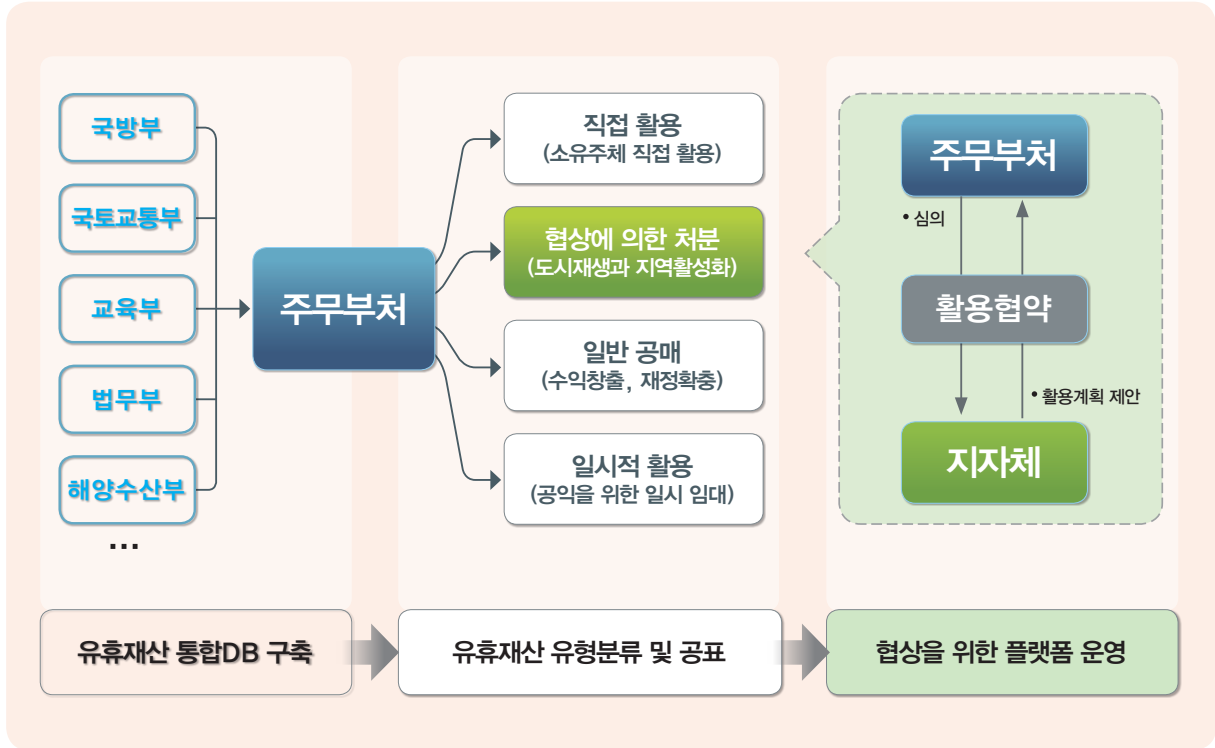 국방부
국토교통부
교육부
법무부
해양수산부
...
주무부처
직접 활용
(소유주체 직접 활용)
협상에 의한 처분
(도시재생과 지역활성화)
일반 공매
(수익창출, 재정확충)
일시적 활용
(공익을 위한 일시 임대)
주무부처
• 심의
활용협약
• 활용계획 제안
지자체
유휴재산 통합DB 구축
유휴재산 유형분류 및 공표
협상을 위한 플랫폼 운영